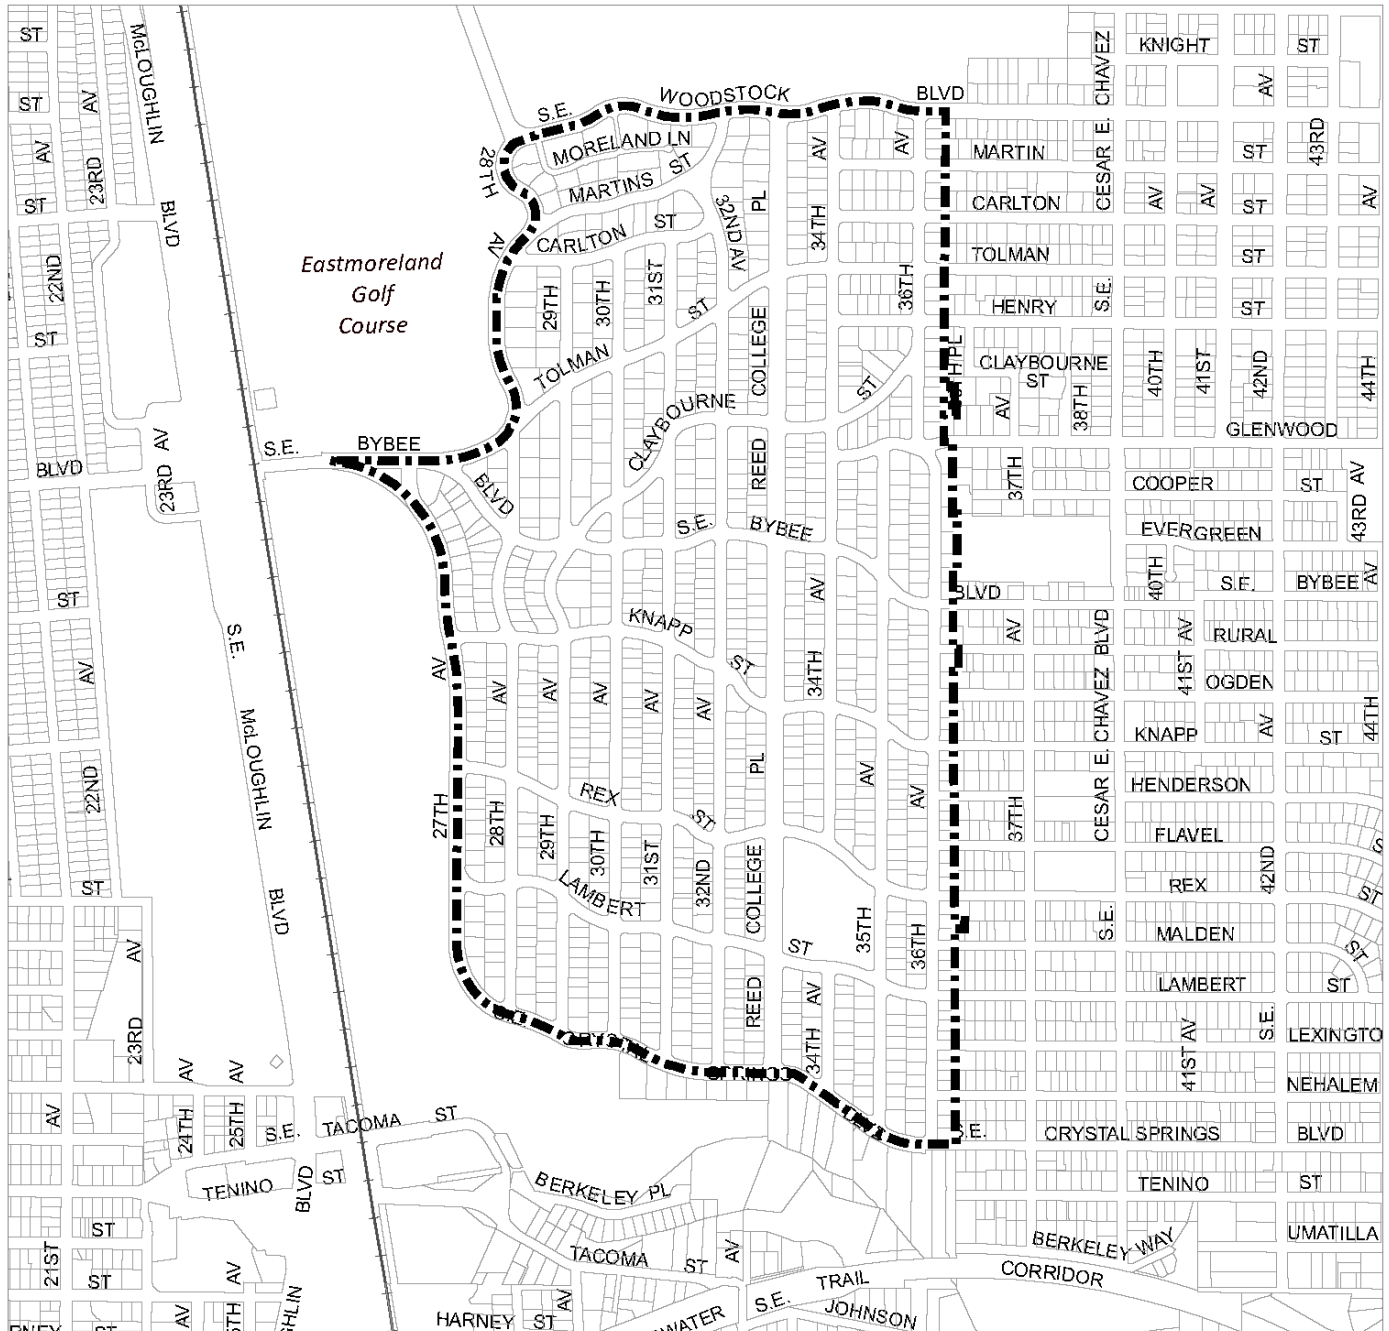 ST
McLOUGHLIN
KNIGHT
ST
CHAVEZ
AV
ST
AV
S.E.
WOODSTOCK
BLVD
AV
23RD
28TH
MORELAND LN
AV
AV
MARTIN
CESAR E.
ST
43RD
MARTINS
ST
ST
BLVD
AV
32ND AV
PL
34TH
CARLTON
AV
AV
ST
AV
CARLTON
ST
TOLMAN
ST
22ND
Eastmoreland
Golf
Course
29TH
30TH
31ST
ST
36TH
HENRY
S.E.
ST
ST
TOLMAN
COLLEGE
CLAYBOURNE
ST
PL
40TH
41ST
42ND
44TH
ST
AV
38TH
CLAYBOURNE
GLENWOOD
AV
S.E.
BYBEE
BLVD
23RD
BLVD
REED
37TH
COOPER
ST
AV
43RD
S.E.
BYBEE
EVERGREEN
ST
AV
BLVD
40TH
S.E.
BYBEE
AV
S.E.
KNAPP
AV
BLVD
AV
RURAL
AV
AV
ST
34TH
41ST
OGDEN
AV
AV
AV
AV
AV
CHAVEZ
KNAPP
AV
ST
44TH
McLOUGHLIN
22ND
PL
AV
AV
CESAR E.
HENDERSON
27TH
28TH
29TH
REX
30TH
31ST
ST
37TH
FLAVEL
S
ST
LAMBERT
32ND
COLLEGE
REX
42ND
ST
BLVD
35TH
36TH
S.E.
MALDEN
ST
AV
ST
LAMBERT
ST
23RD
REED
AV
34TH
41ST AV
S.E.
LEXINGTO
AV
AV
NEHALEM
AV
24TH
25TH
S.E.
TACOMA
ST
S.E.
CRYSTAL SPRINGS
BLVD
TENINO
BLVD
ST
BERKELEY PL
TENINO
ST
ST
BERKELEY WAY
UMATILLA
21ST
ST
AV
TACOMA
ST
AV
CORRIDOR
TRAIL
S.E.
AV
HARNEY
ST
AV
WATER
JOHNSON